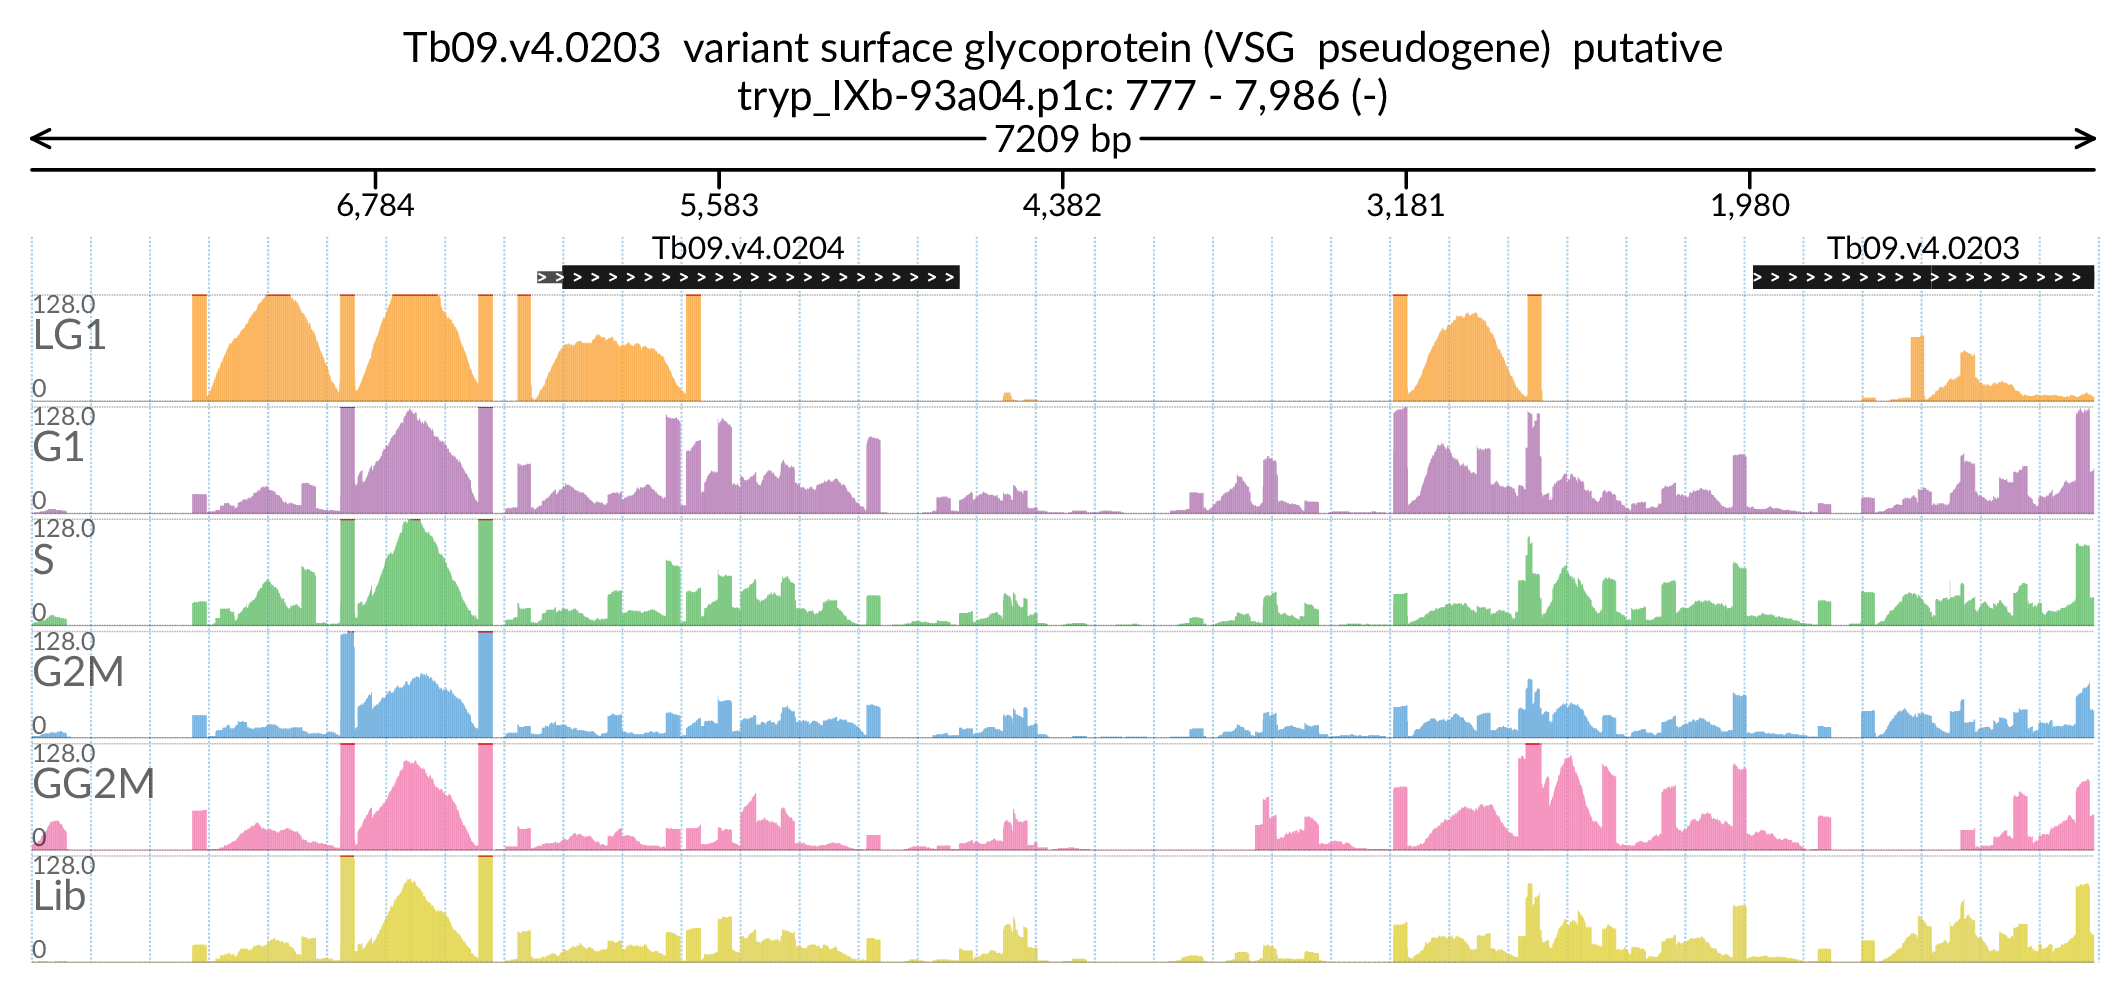 Tb09.v4.0203 variant surface glycoprotein (VSG pseudogene) putative
tryp_IXb-93a04.p1c: 777 - 7,986 (-)
7209 bp
6,784 5,583 4,382 3,181 1,980
Tb09.v4.0204 Tb09.v4.0203
128.0
LG1
0
128.0
G1
0
128.0
S
0
128.0
G2M
0
128.0
GG2M
0
128.0
Lib
0